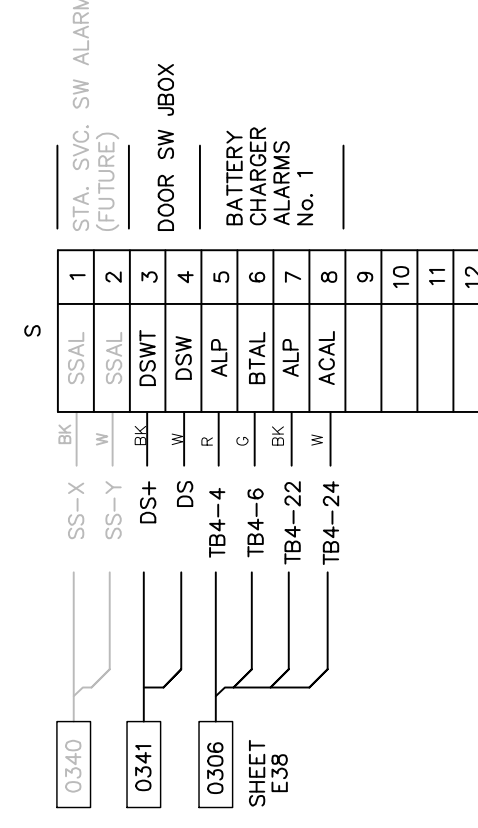 S
STA. SVC. SW ALARM
(FUTURE)
DOOR SW JBOX
BATTERY
CHARGER
ALARMS
No. 1
1
2
3
4
5
6
7
8
9
10
11
12
SSAL
SSAL
DSWT
DSW
ALP
BTAL
ALP
ACAL
BK
W
BK
W
R
G
BK
W
SS-X
SS-Y
DS+
DS
TB4-4
TB4-6
TB4-22
TB4-24
0340
0341
0306
SHEET
E38